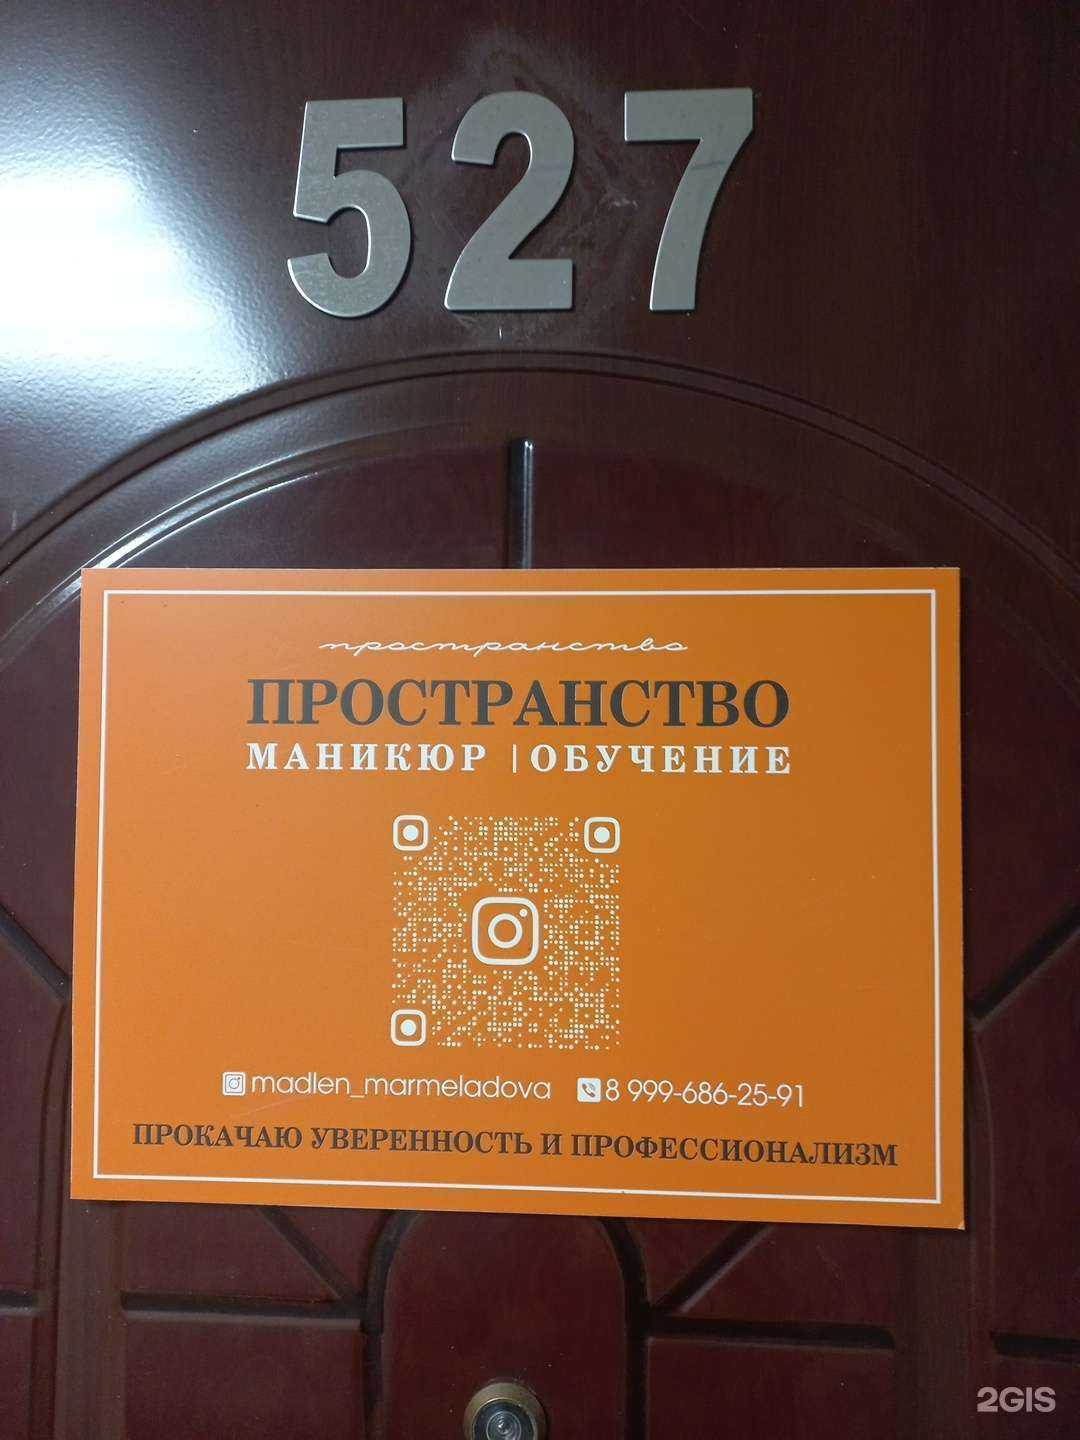 527
пространство
ПРОСТРАНСТВО
МАНИКЮР | ОБУЧЕНИЕ
madlen_marmeladova 8 999-686-25-91
ПРОКАЧАЮ УВЕРЕННОСТЬ И ПРОФЕССИОНАЛИЗМ
2GIS